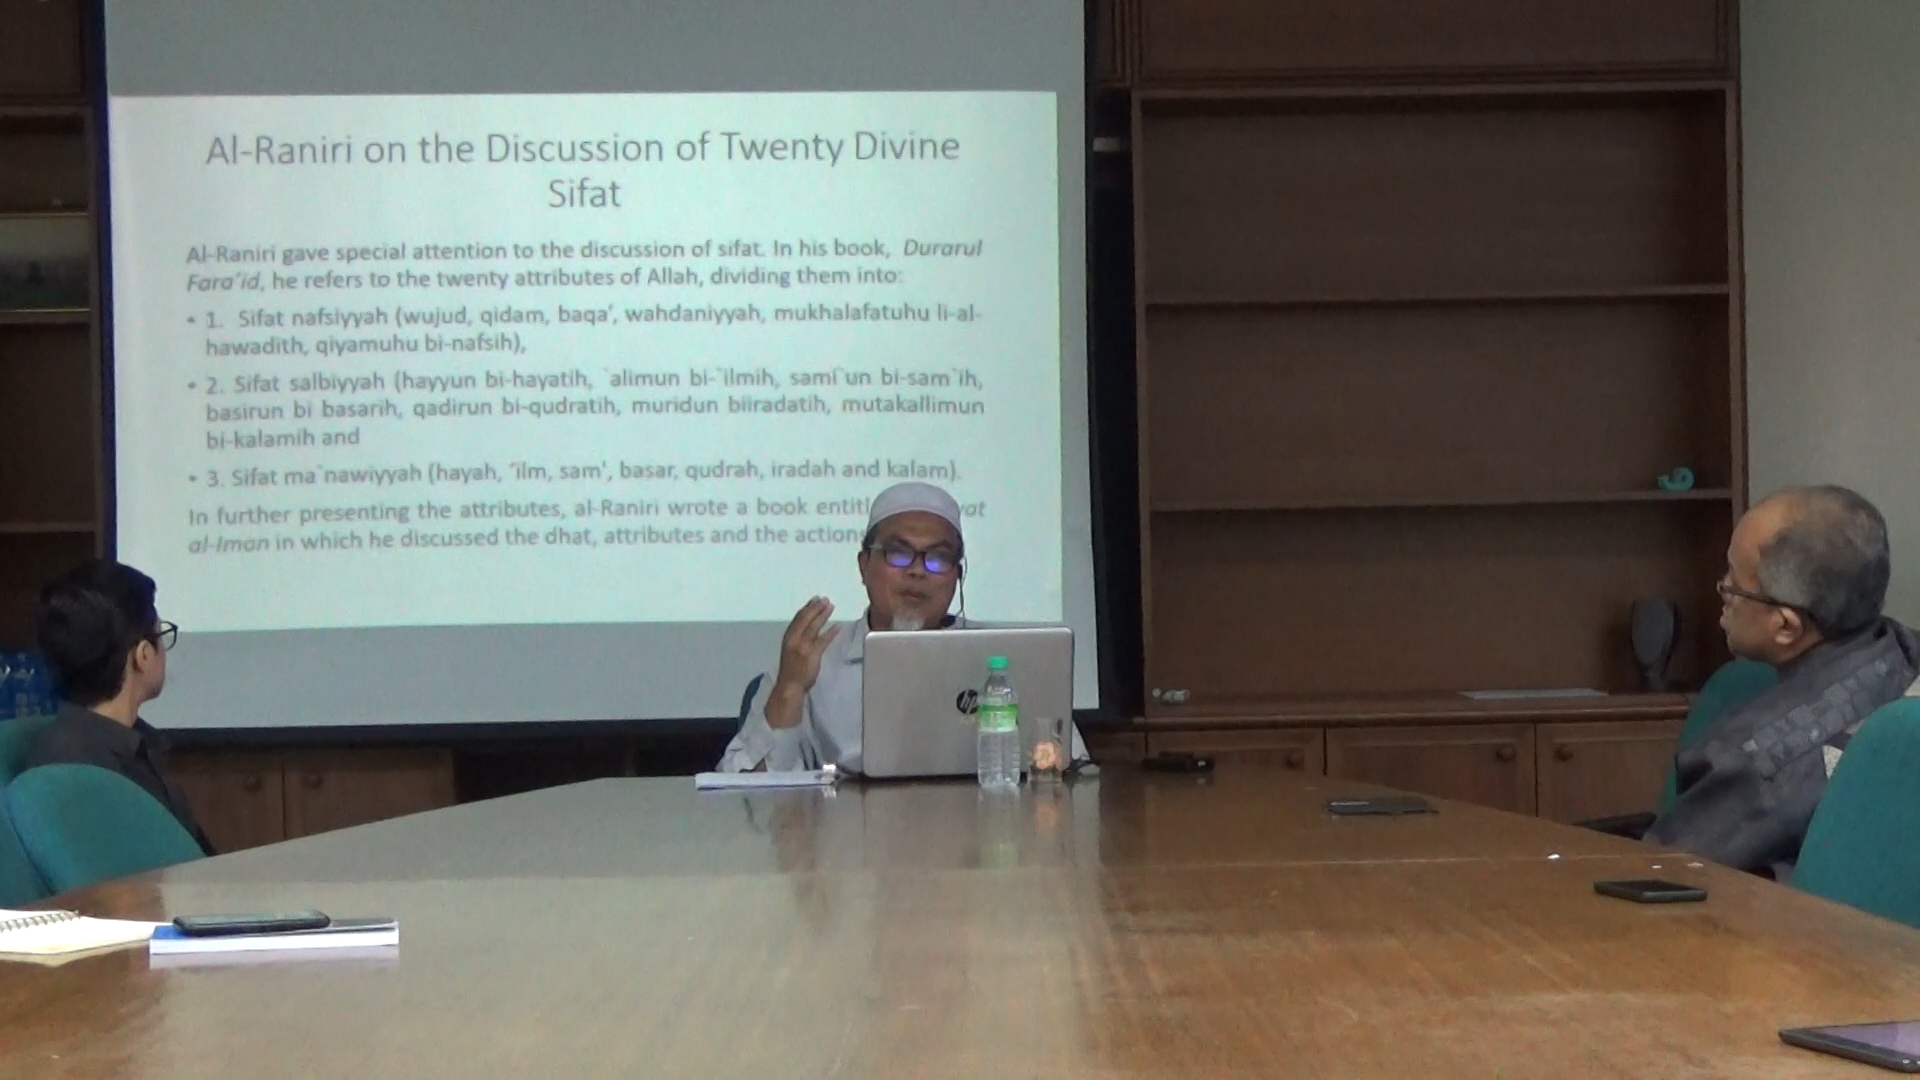 Al-Raniri on the Discussion of Twenty Divine
Sifat
Al-Raniri gave special attention to the discussion of sifat. In his book, Durarul
Fara'id, he refers to the twenty attributes of Allah, dividing them into:
• 1. Sifat nafsiyyah (wujud, qidam, baqa', wahdaniyyah, mukhalafatuhu li-al-
hawadith, qiyamuhu bi-nafsih),
• 2. Sifat salbiyyah (hayyun bi-hayatih, `alimun bi-`ilmih, sami`un bi-sam`ih,
basirun bi basarih, qadirun bi-qudratih, muridun biiradatih, mutakallimun
bi-kalamih and
• 3. Sifat ma`nawiyyah (hayah, 'ilm, sam', basar, qudrah, iradah and kalam).
In further presenting the attributes, al-Raniri wrote a book
al-Iman in which he discussed the dhat, attributes and the actions
hp